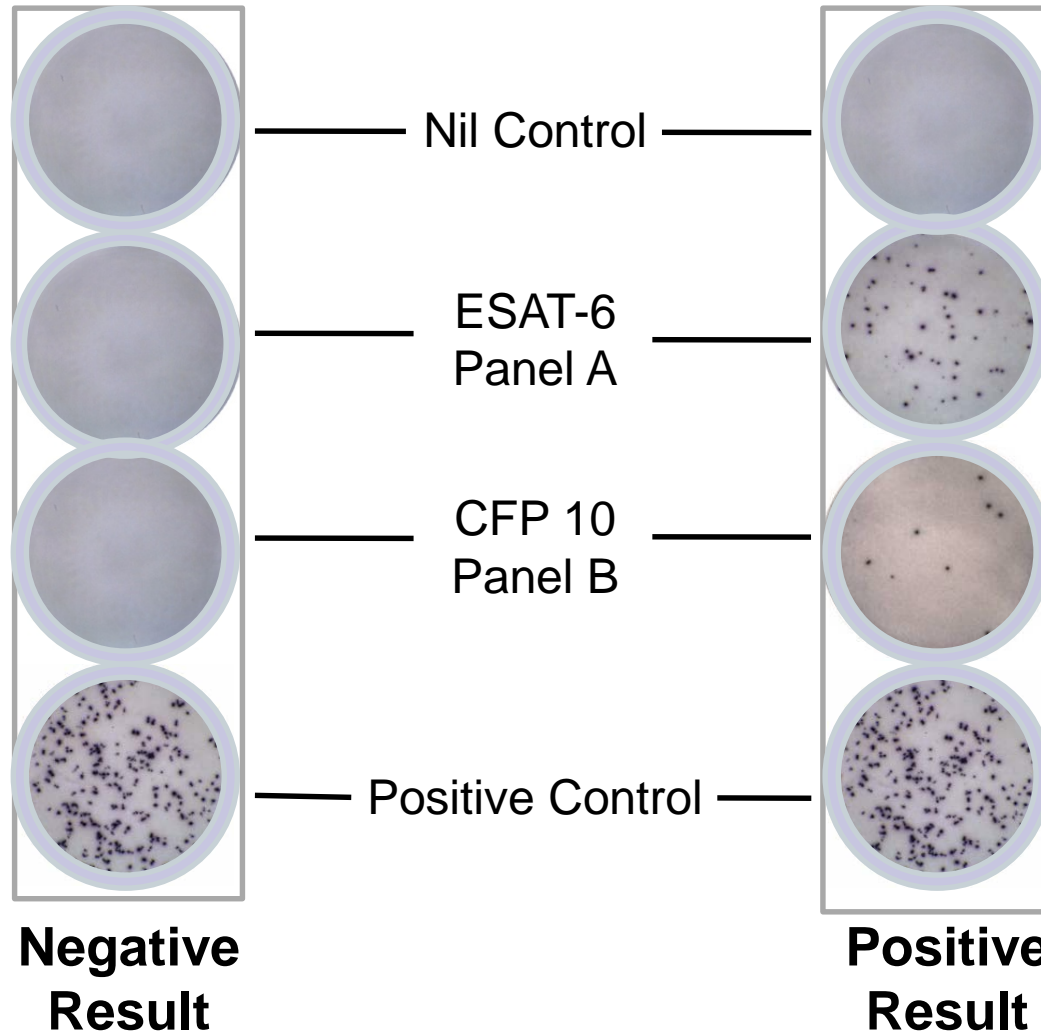 Nil Control
ESAT-6
Panel A
CFP 10
Panel B
Positive Control
Negative
Result
Positive
Result